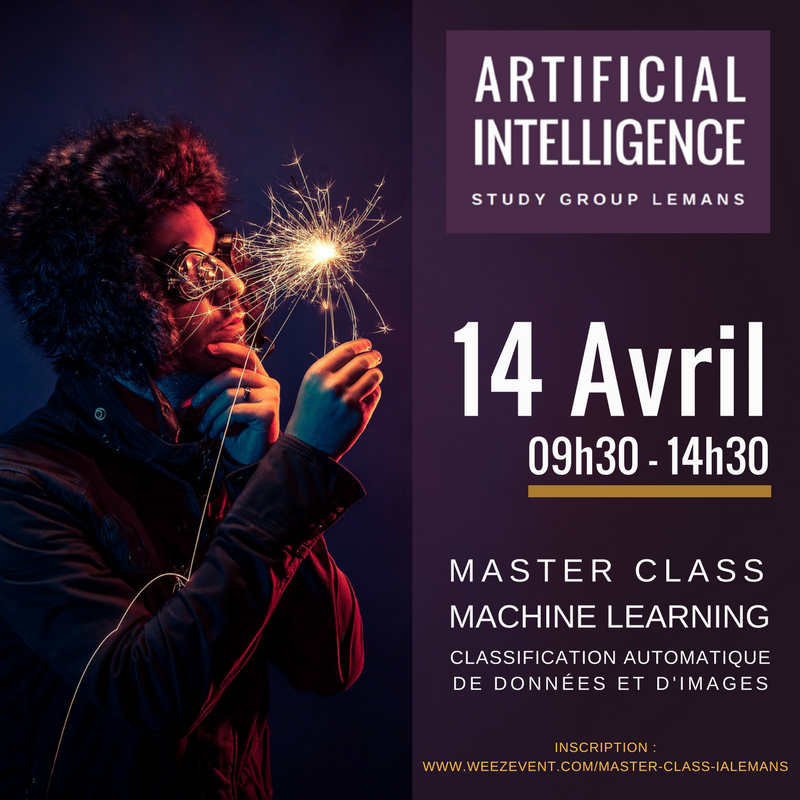 ARTIFICIAL
INTELLIGENCE
STUDY GROUP LEMANS
14 Avril
09h30 - 14h30
MASTER CLASS
MACHINE LEARNING
CLASSIFICATION AUTOMATIQUE
DE DONNÉES ET D'IMAGES
INSCRIPTION :
WWW.WEEZEVENT.COM/MASTER-CLASS-IALEMANS